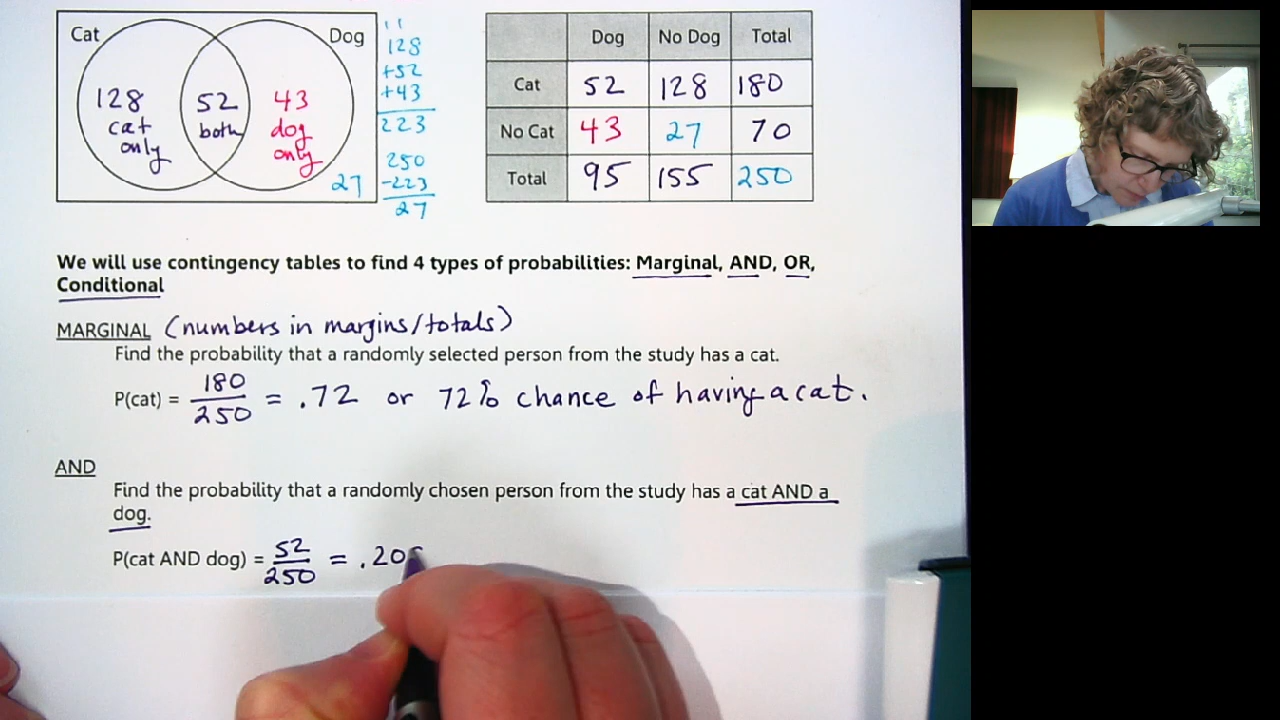 Cat
Dog
128
cat
only
52
both
43
dog
only
27
11
128
+52
+43
223
250
-223
27
Dog No Dog Total
Cat 52 128 180
No Cat 43 27 70
Total 95 155 250
We will use contingency tables to find 4 types of probabilities: Marginal, AND, OR,
Conditional
MARGINAL (numbers in margins/totals)
Find the probability that a randomly selected person from the study has a cat.
P(cat) = 180/250 = .72 or 72% chance of having a cat.
AND
Find the probability that a randomly chosen person from the study has a cat AND a
dog.
P(cat AND dog) = 52/250 = .20